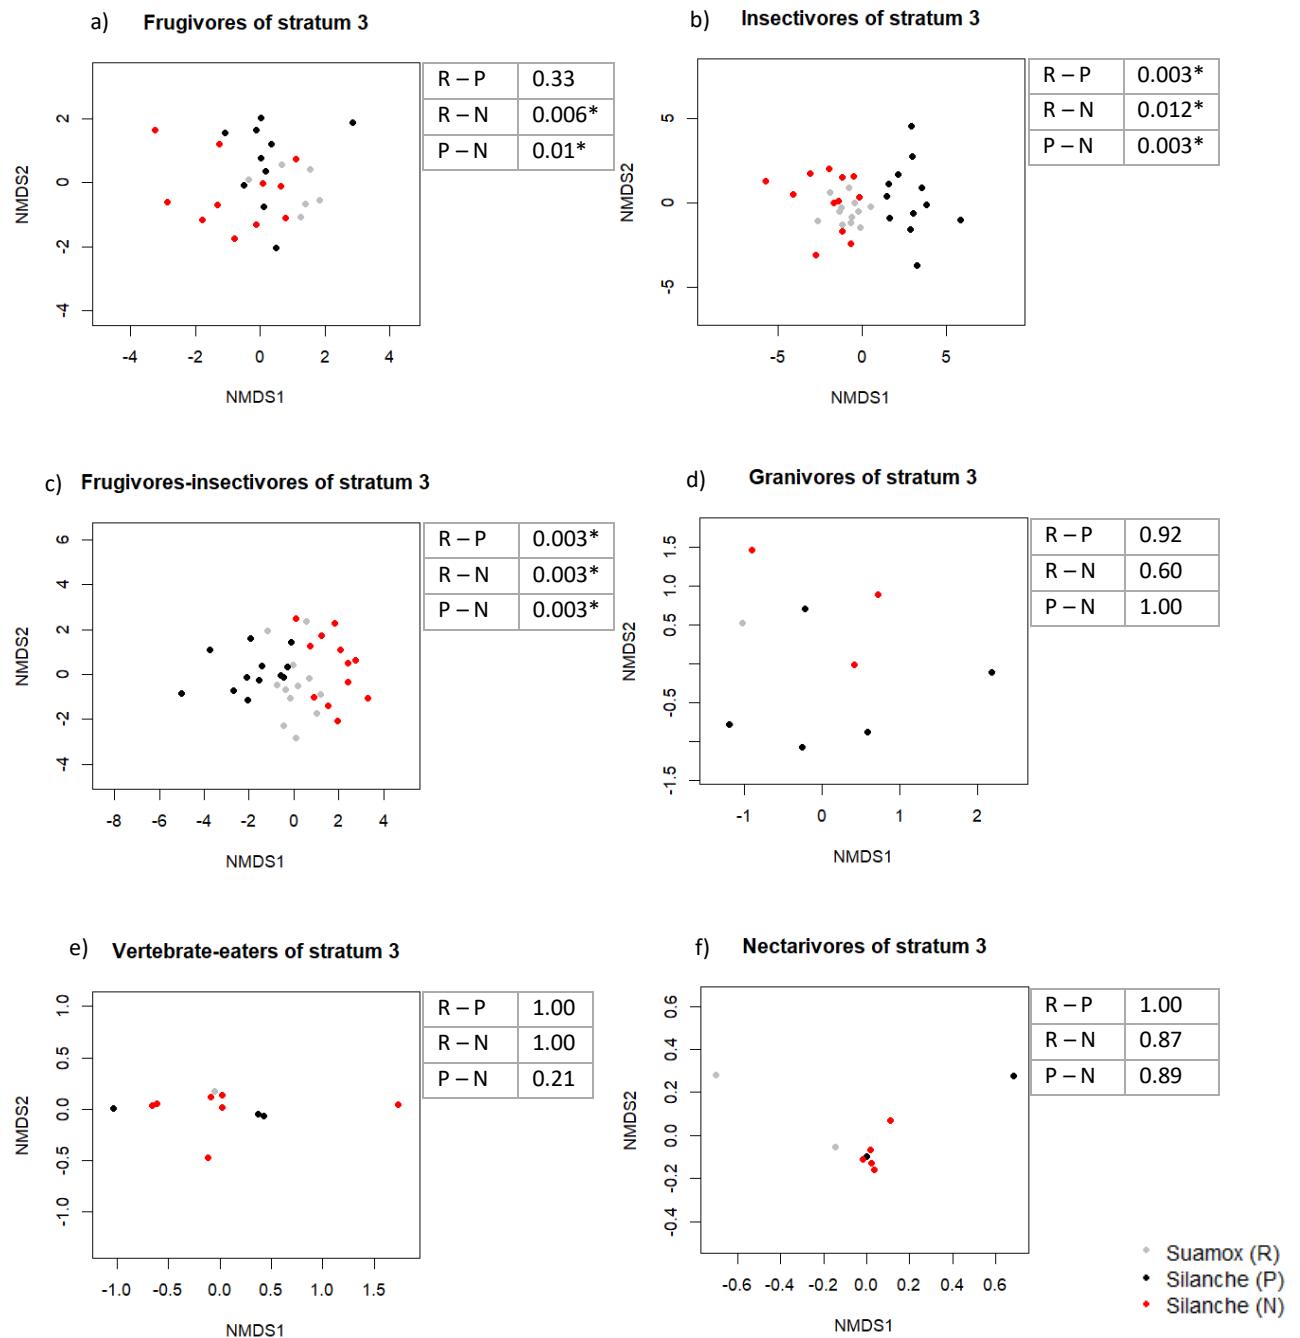 a) Frugivores of stratum 3
R – P 0.33
R – N 0.006*
P – N 0.01*
NMDS2
2
0
-2
-4
-4 -2 0 2 4
NMDS1
b) Insectivores of stratum 3
R – P 0.003*
R – N 0.012*
P – N 0.003*
NMDS2
5
0
-5
-5 0 5
NMDS1
c) Frugivores-insectivores of stratum 3
R – P 0.003*
R – N 0.003*
P – N 0.003*
NMDS2
6
4
2
0
-2
-4
-8 -6 -4 -2 0 2 4
NMDS1
d) Granivores of stratum 3
R – P 0.92
R – N 0.60
P – N 1.00
NMDS2
1.5
1.0
0.5
-0.5
-1.5
-1 0 1 2
NMDS1
e) Vertebrate-eaters of stratum 3
R – P 1.00
R – N 1.00
P – N 0.21
NMDS2
1.0
0.5
0.0
-0.5
-1.0
-1.0 -0.5 0.0 0.5 1.0 1.5
NMDS1
f) Nectarivores of stratum 3
R – P 1.00
R – N 0.87
P – N 0.89
NMDS2
0.6
0.4
0.2
0.0
-0.2
-0.4
-0.6 -0.4 -0.2 0.0 0.2 0.4 0.6
NMDS1
Suamox (R)
Silanche (P)
Silanche (N)